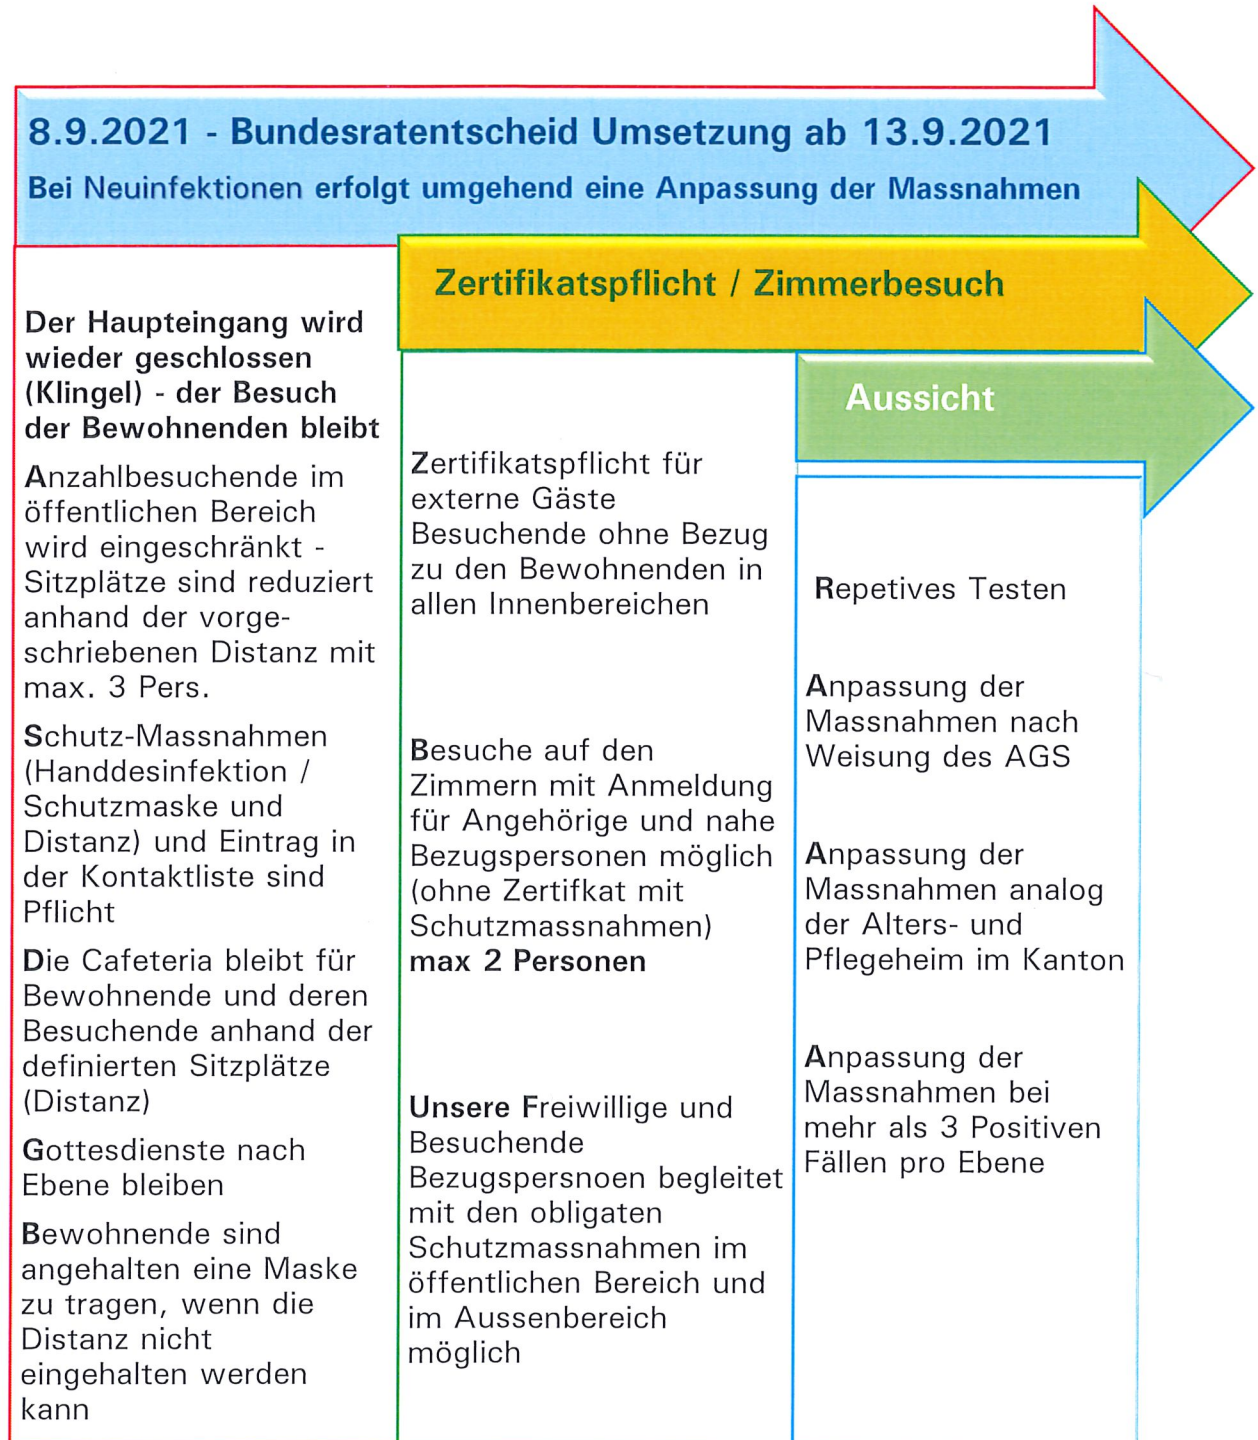 8.9.2021 - Bundesratentscheid Umsetzung ab 13.9.2021
Bei Neuinfektionen erfolgt umgehend eine Anpassung der Massnahmen
Zertifikatspflicht / Zimmerbesuch
Aussicht
Der Haupteingang wird
wieder geschlossen
(Klingel) - der Besuch
der Bewohnenden bleibt
Anzahlbesuchende im
öffentlichen Bereich
wird eingeschränkt -
Sitzplätze sind reduziert
anhand der vorge-
schriebenen Distanz mit
max. 3 Pers.
Schutz-Massnahmen
(Handdesinfektion /
Schutzmaske und
Distanz) und Eintrag in
der Kontaktliste sind
Pflicht
Die Cafeteria bleibt für
Bewohnende und deren
Besuchende anhand der
definierten Sitzplätze
(Distanz)
Gottesdienste nach
Ebene bleiben
Bewohnende sind
angehalten eine Maske
zu tragen, wenn die
Distanz nicht
eingehalten werden
kann
Zertifikatspflicht für
externe Gäste
Besuchende ohne Bezug
zu den Bewohnenden in
allen Innenbereichen
Besuche auf den
Zimmern mit Anmeldung
für Angehörige und nahe
Bezugspersonen möglich
(ohne Zertifkat mit
Schutzmassnahmen)
max 2 Personen
Unsere Freiwillige und
Besuchende
Bezugspersnoen begleitet
mit den obligaten
Schutzmassnahmen im
öffentlichen Bereich und
im Aussenbereich
möglich
Repetives Testen
Anpassung der
Massnahmen nach
Weisung des AGS
Anpassung der
Massnahmen analog
der Alters- und
Pflegeheim im Kanton
Anpassung der
Massnahmen bei
mehr als 3 Positiven
Fällen pro Ebene